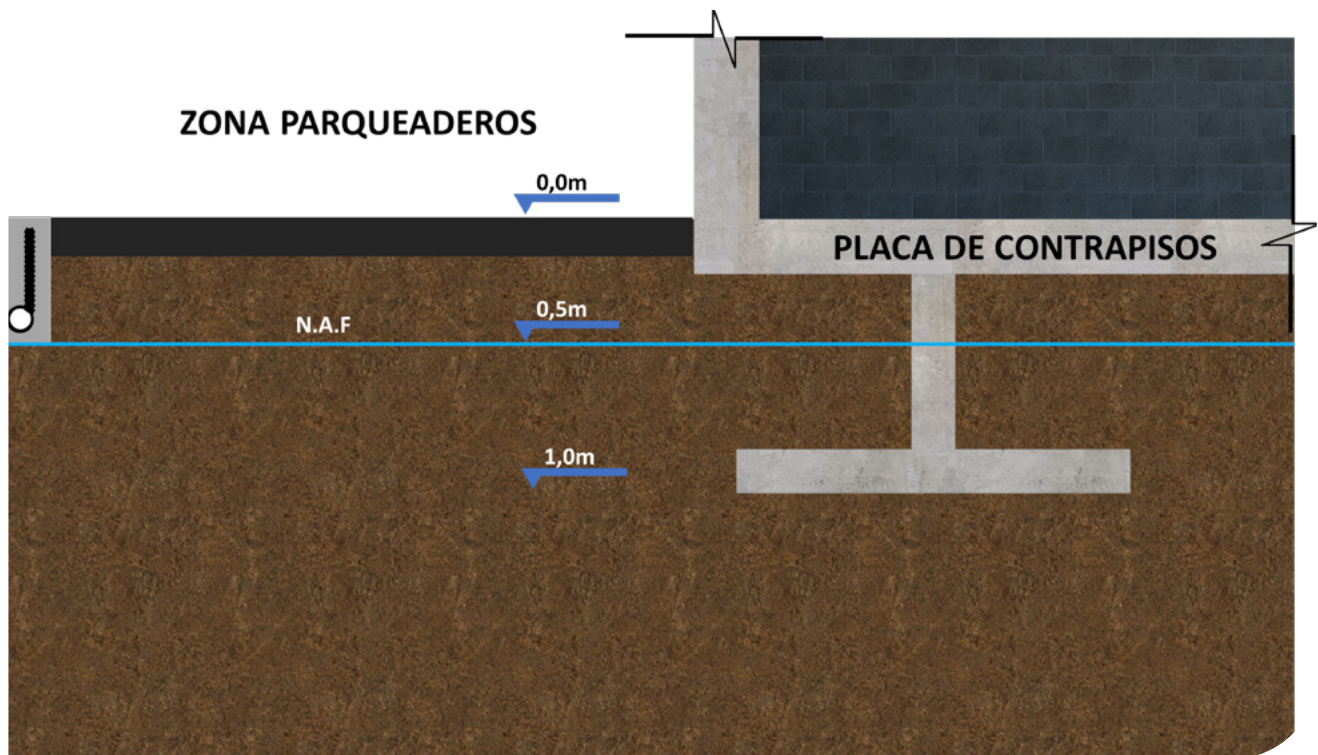 ZONA PARQUEADEROS
0,0m
PLACA DE CONTRAPISOS
0,5m
N.A.F
1,0m